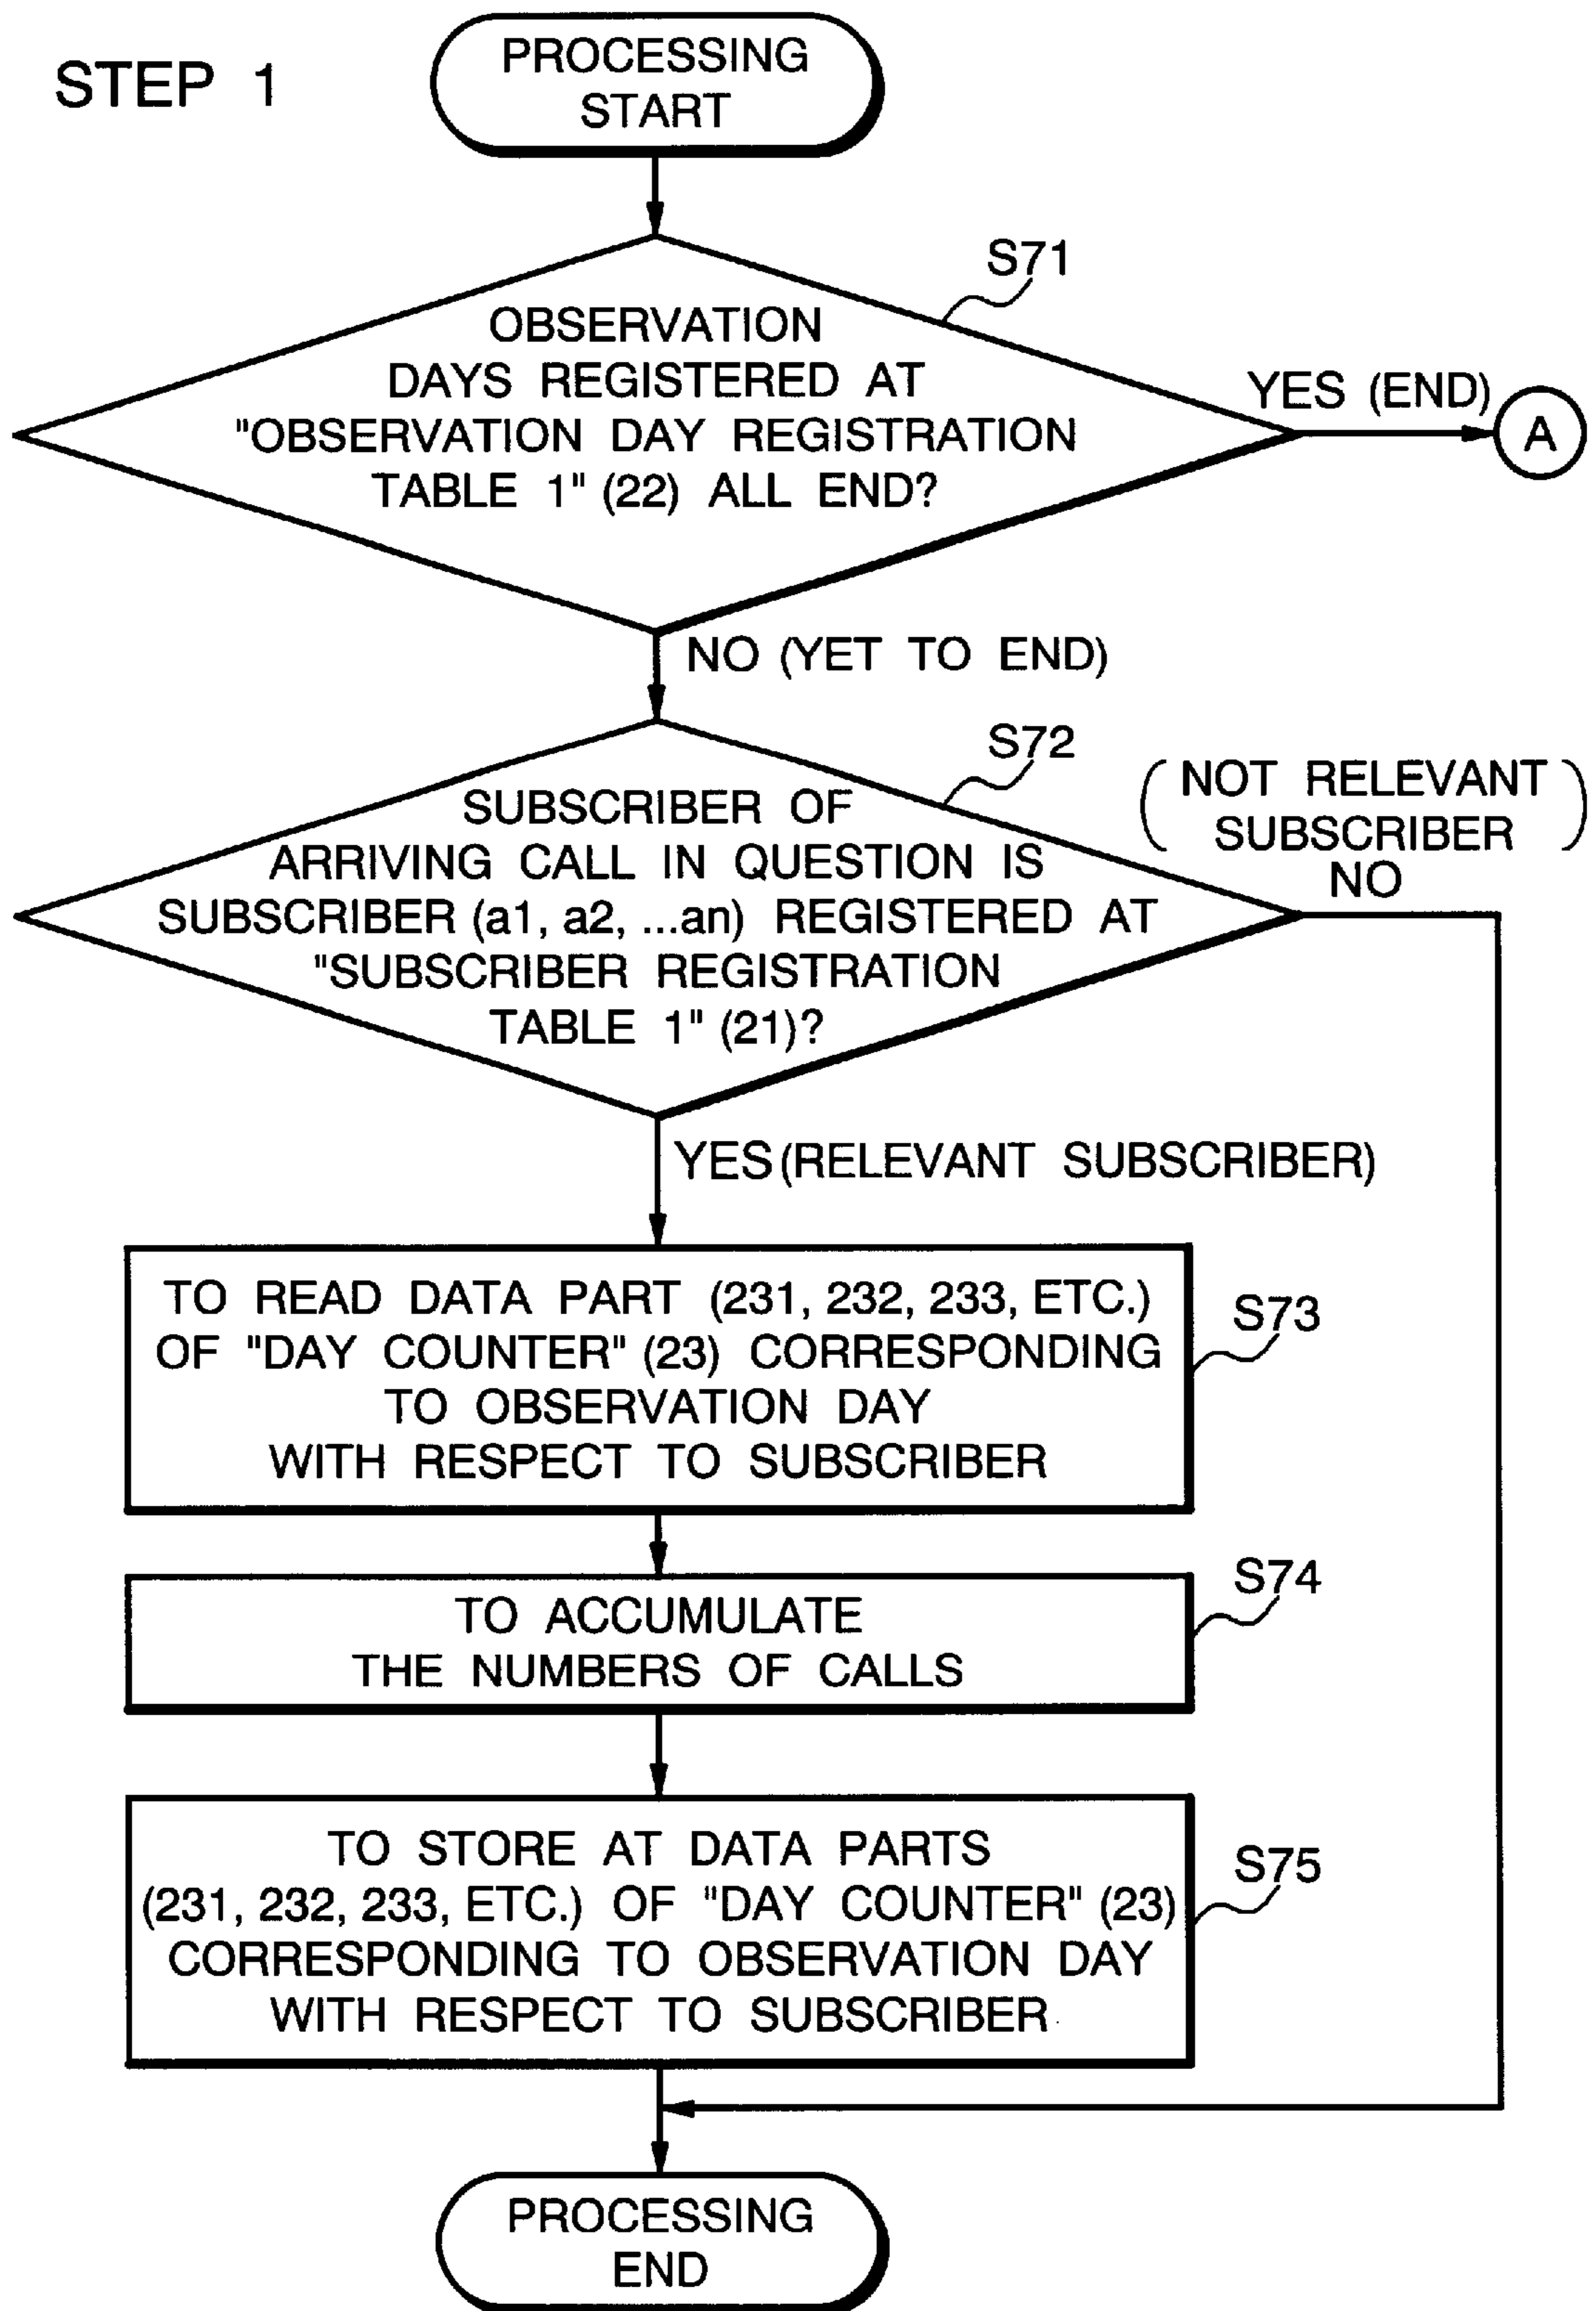 STEP 1
PROCESSING
START
S71
OBSERVATION
DAYS REGISTERED AT
"OBSERVATION DAY REGISTRATION
TABLE 1" (22) ALL END?
YES (END)
A
NO (YET TO END)
S72
SUBSCRIBER OF
ARRIVING CALL IN QUESTION IS
SUBSCRIBER (a1, a2, ...an) REGISTERED AT
"SUBSCRIBER REGISTRATION
TABLE 1" (21)?
(NOT RELEVANT
SUBSCRIBER)
NO
YES (RELEVANT SUBSCRIBER)
TO READ DATA PART (231, 232, 233, ETC.)
OF "DAY COUNTER" (23) CORRESPONDING
TO OBSERVATION DAY
WITH RESPECT TO SUBSCRIBER
S73
TO ACCUMULATE
THE NUMBERS OF CALLS
S74
TO STORE AT DATA PARTS
(231, 232, 233, ETC.) OF "DAY COUNTER" (23)
CORRESPONDING TO OBSERVATION DAY
WITH RESPECT TO SUBSCRIBER
S75
PROCESSING
END